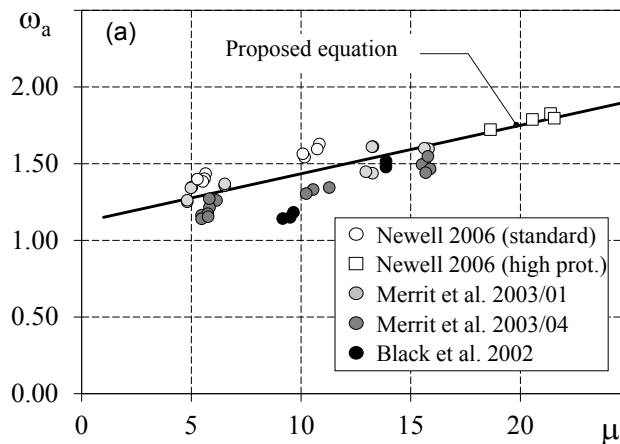 ωa
(a)
Proposed equation
2.00
1.50
1.00
0.50
0.00
Newell 2006 (standard)
Newell 2006 (high prot.)
Merrit et al. 2003/01
Merrit et al. 2003/04
Black et al. 2002
0 5 10 15 20 μ